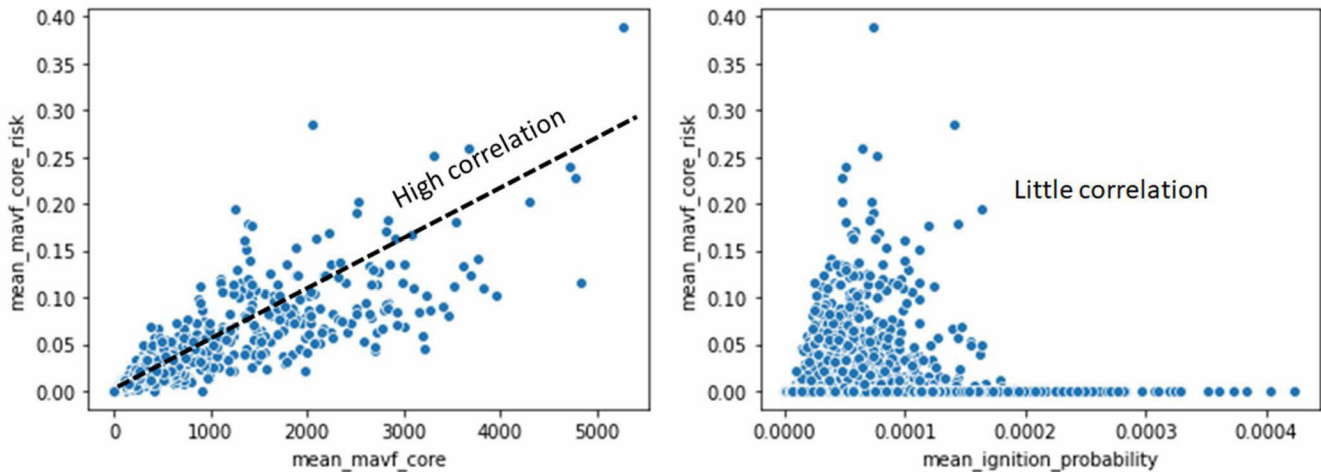 0.40
0.35
0.30
0.25
0.20
0.15
0.10
0.05
0.00
mean_mavf_core_risk
High correlation
0 1000 2000 3000 4000 5000
mean_mavf_core
0.40
0.35
0.30
0.25
0.20
0.15
0.10
0.05
0.00
mean_mavf_core_risk
Little correlation
0.0000 0.0001 0.0002 0.0003 0.0004
mean_ignition_probability